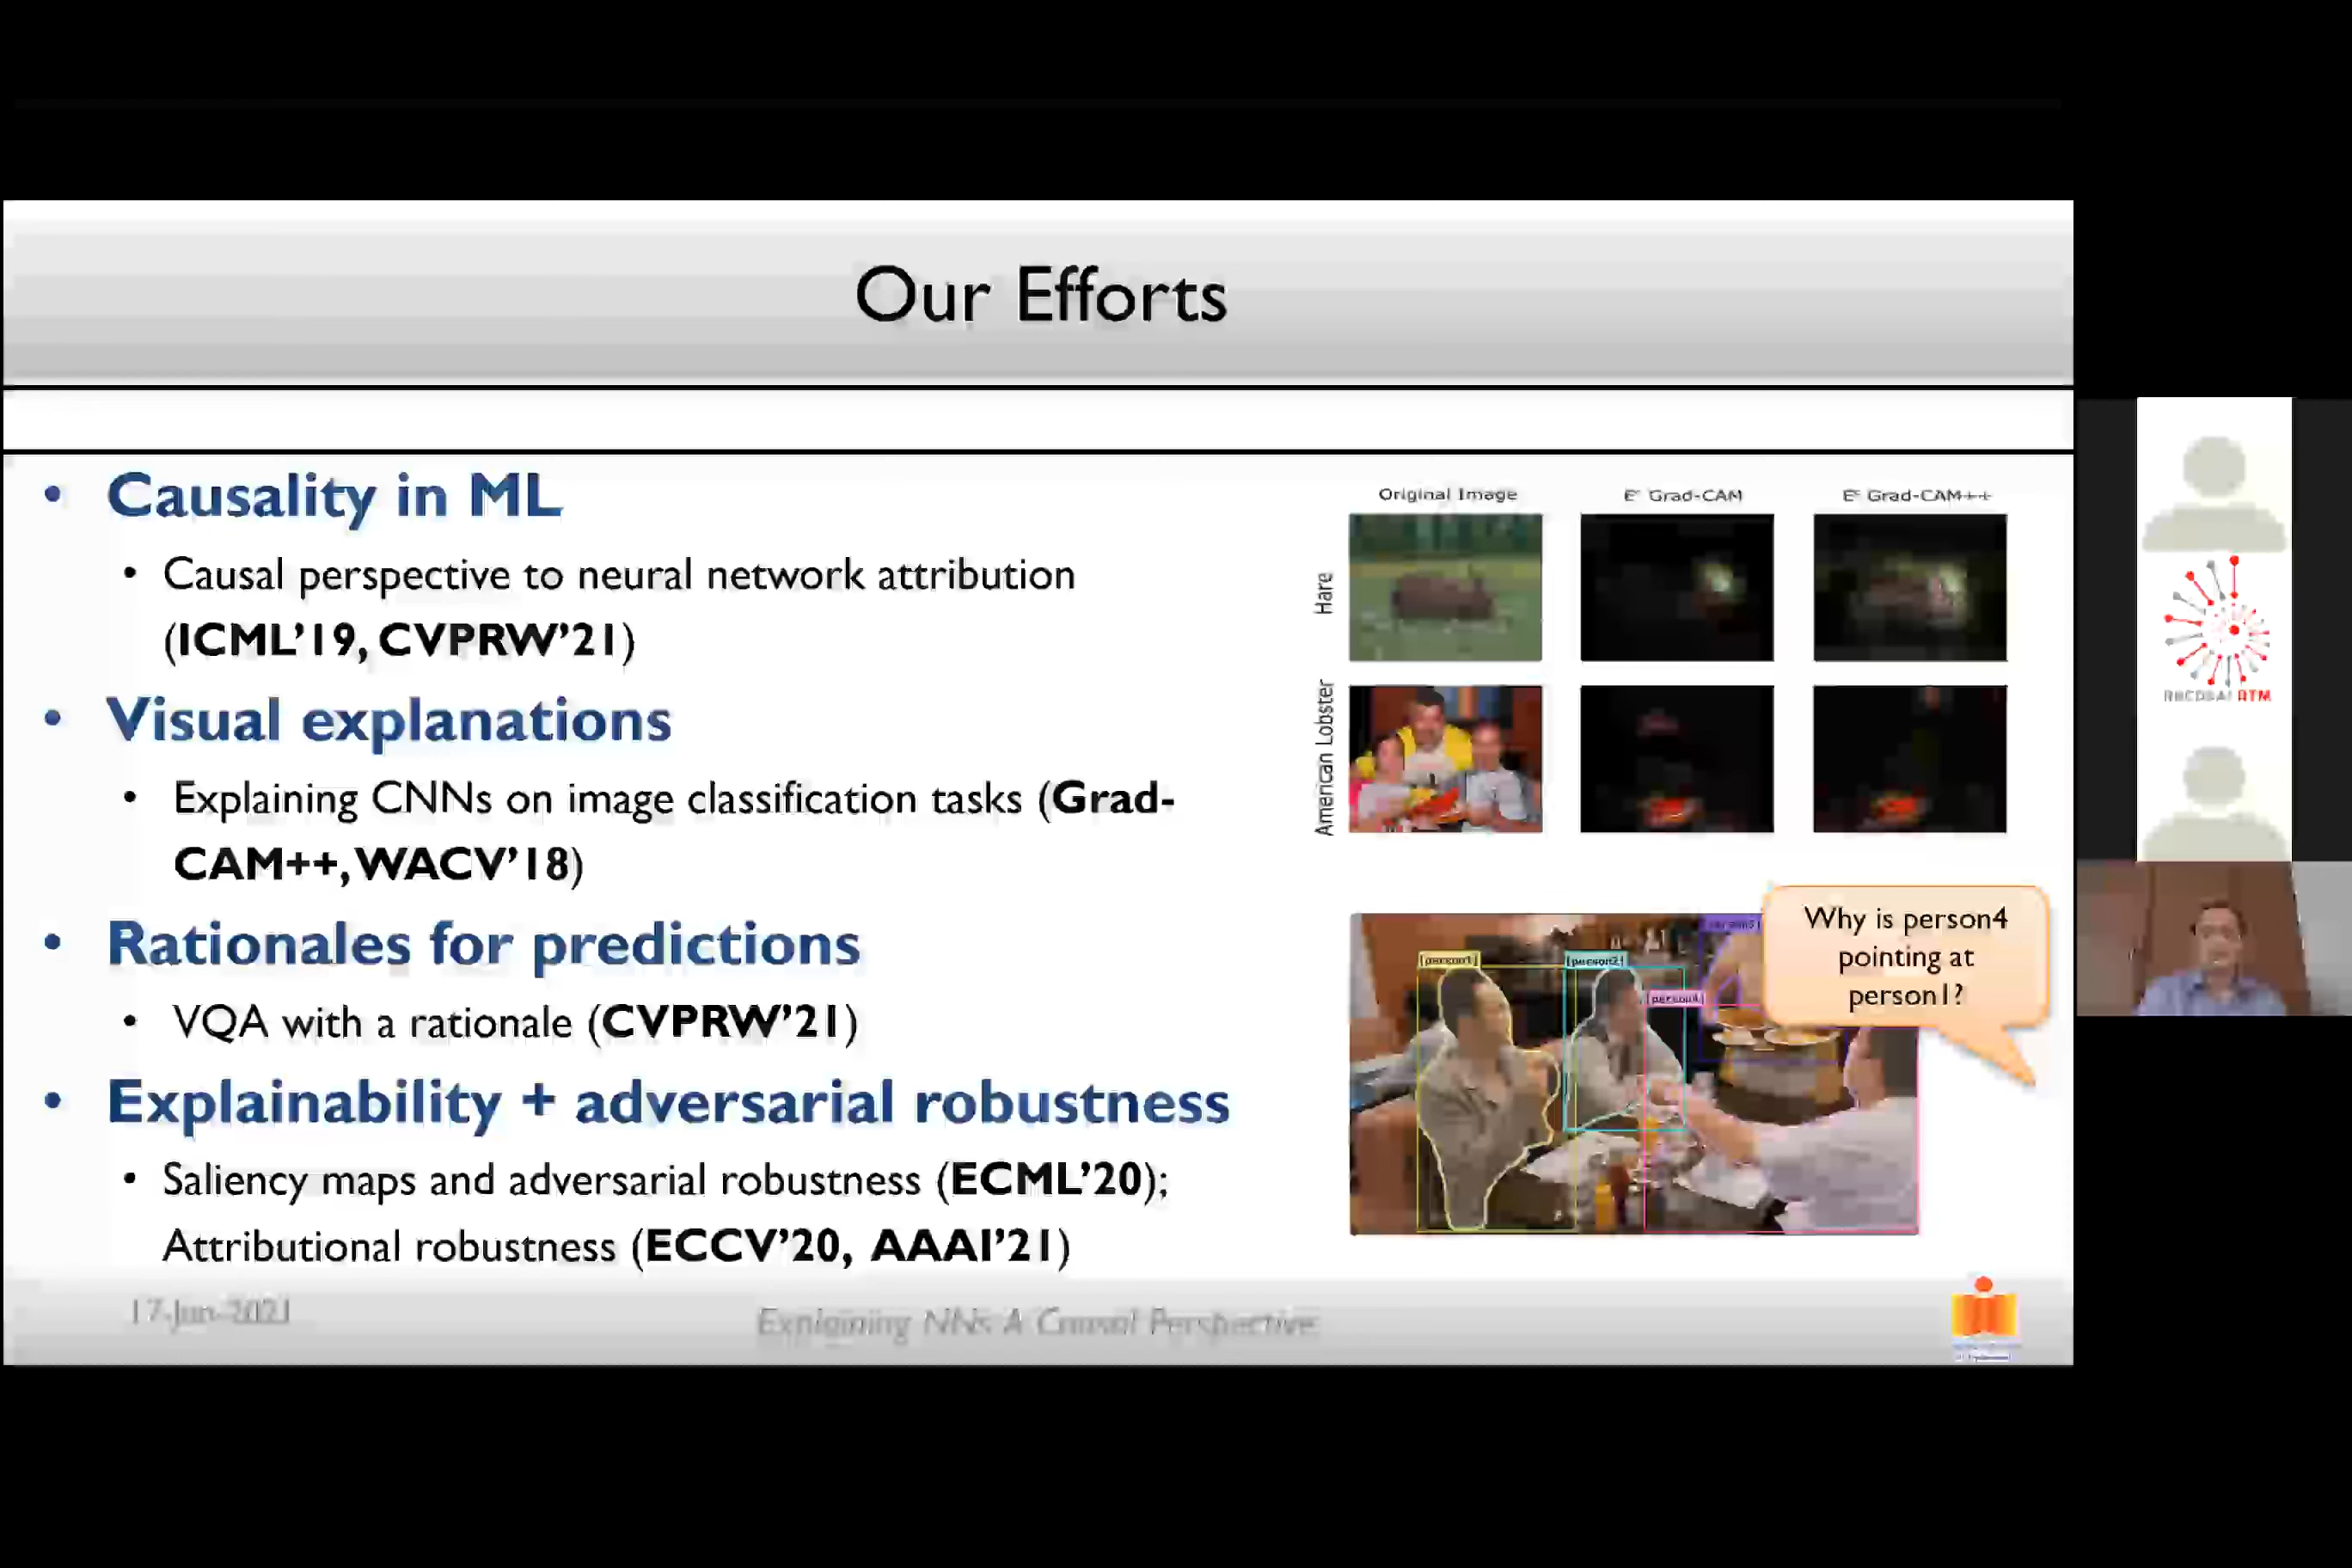 Our Efforts
• Causality in ML
• Causal perspective to neural network attribution
(ICML’19, CVPRW’21)
• Visual explanations
• Explaining CNNs on image classification tasks (Grad-
CAM++, WACV’18)
• Rationales for predictions
• VQA with a rationale (CVPRW’21)
• Explainability + adversarial robustness
• Saliency maps and adversarial robustness (ECML’20);
Attributional robustness (ECCV’20, AAAI’21)
Original Image
Grad-CAM
Grad-CAM++
Hare
American Lobster
[person1]
[person2]
[person4]
Why is person4
pointing at
person1?
17-Jun-2021
Explaining NNs A Causal Perspective